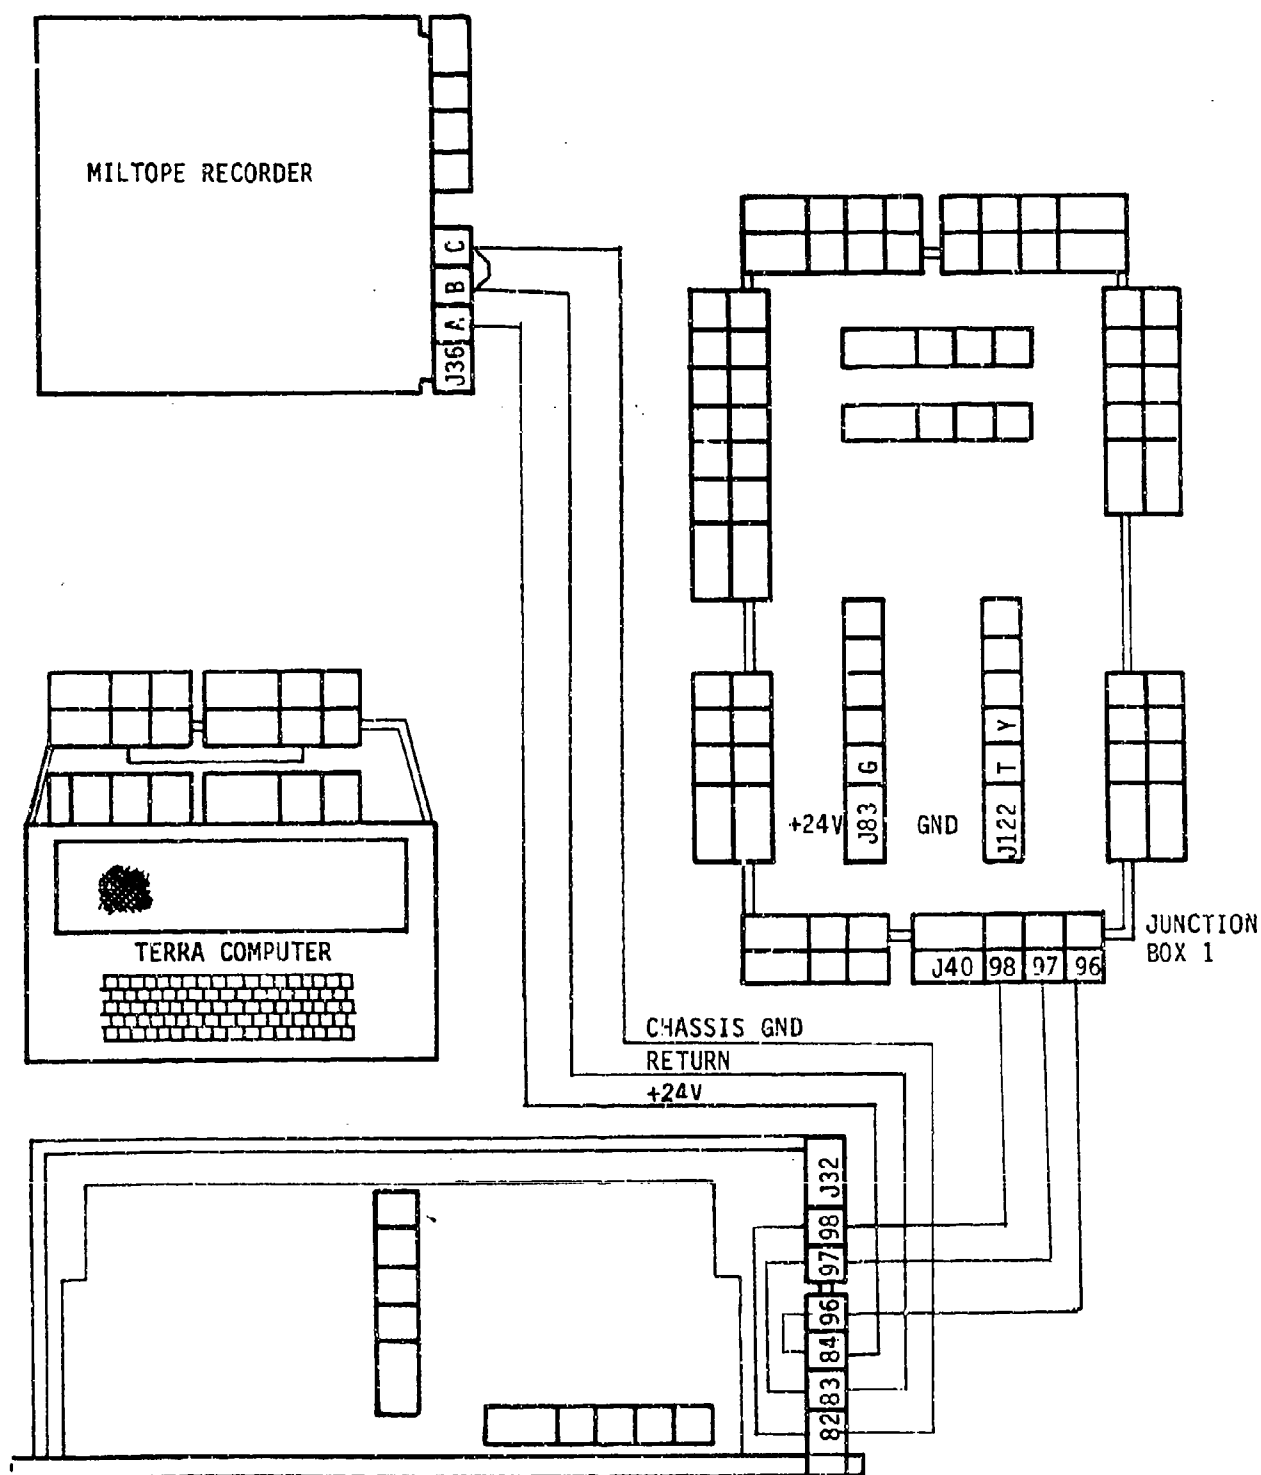 MILTOPE RECORDER
C
B
A
J36
Y
G
T
+24V
J83
GND
J122
JUNCTION
BOX 1
J40 98 97 96
TERRA COMPUTER
CHASSIS GND
RETURN
+24V
J32
98
97
96
84
83
82